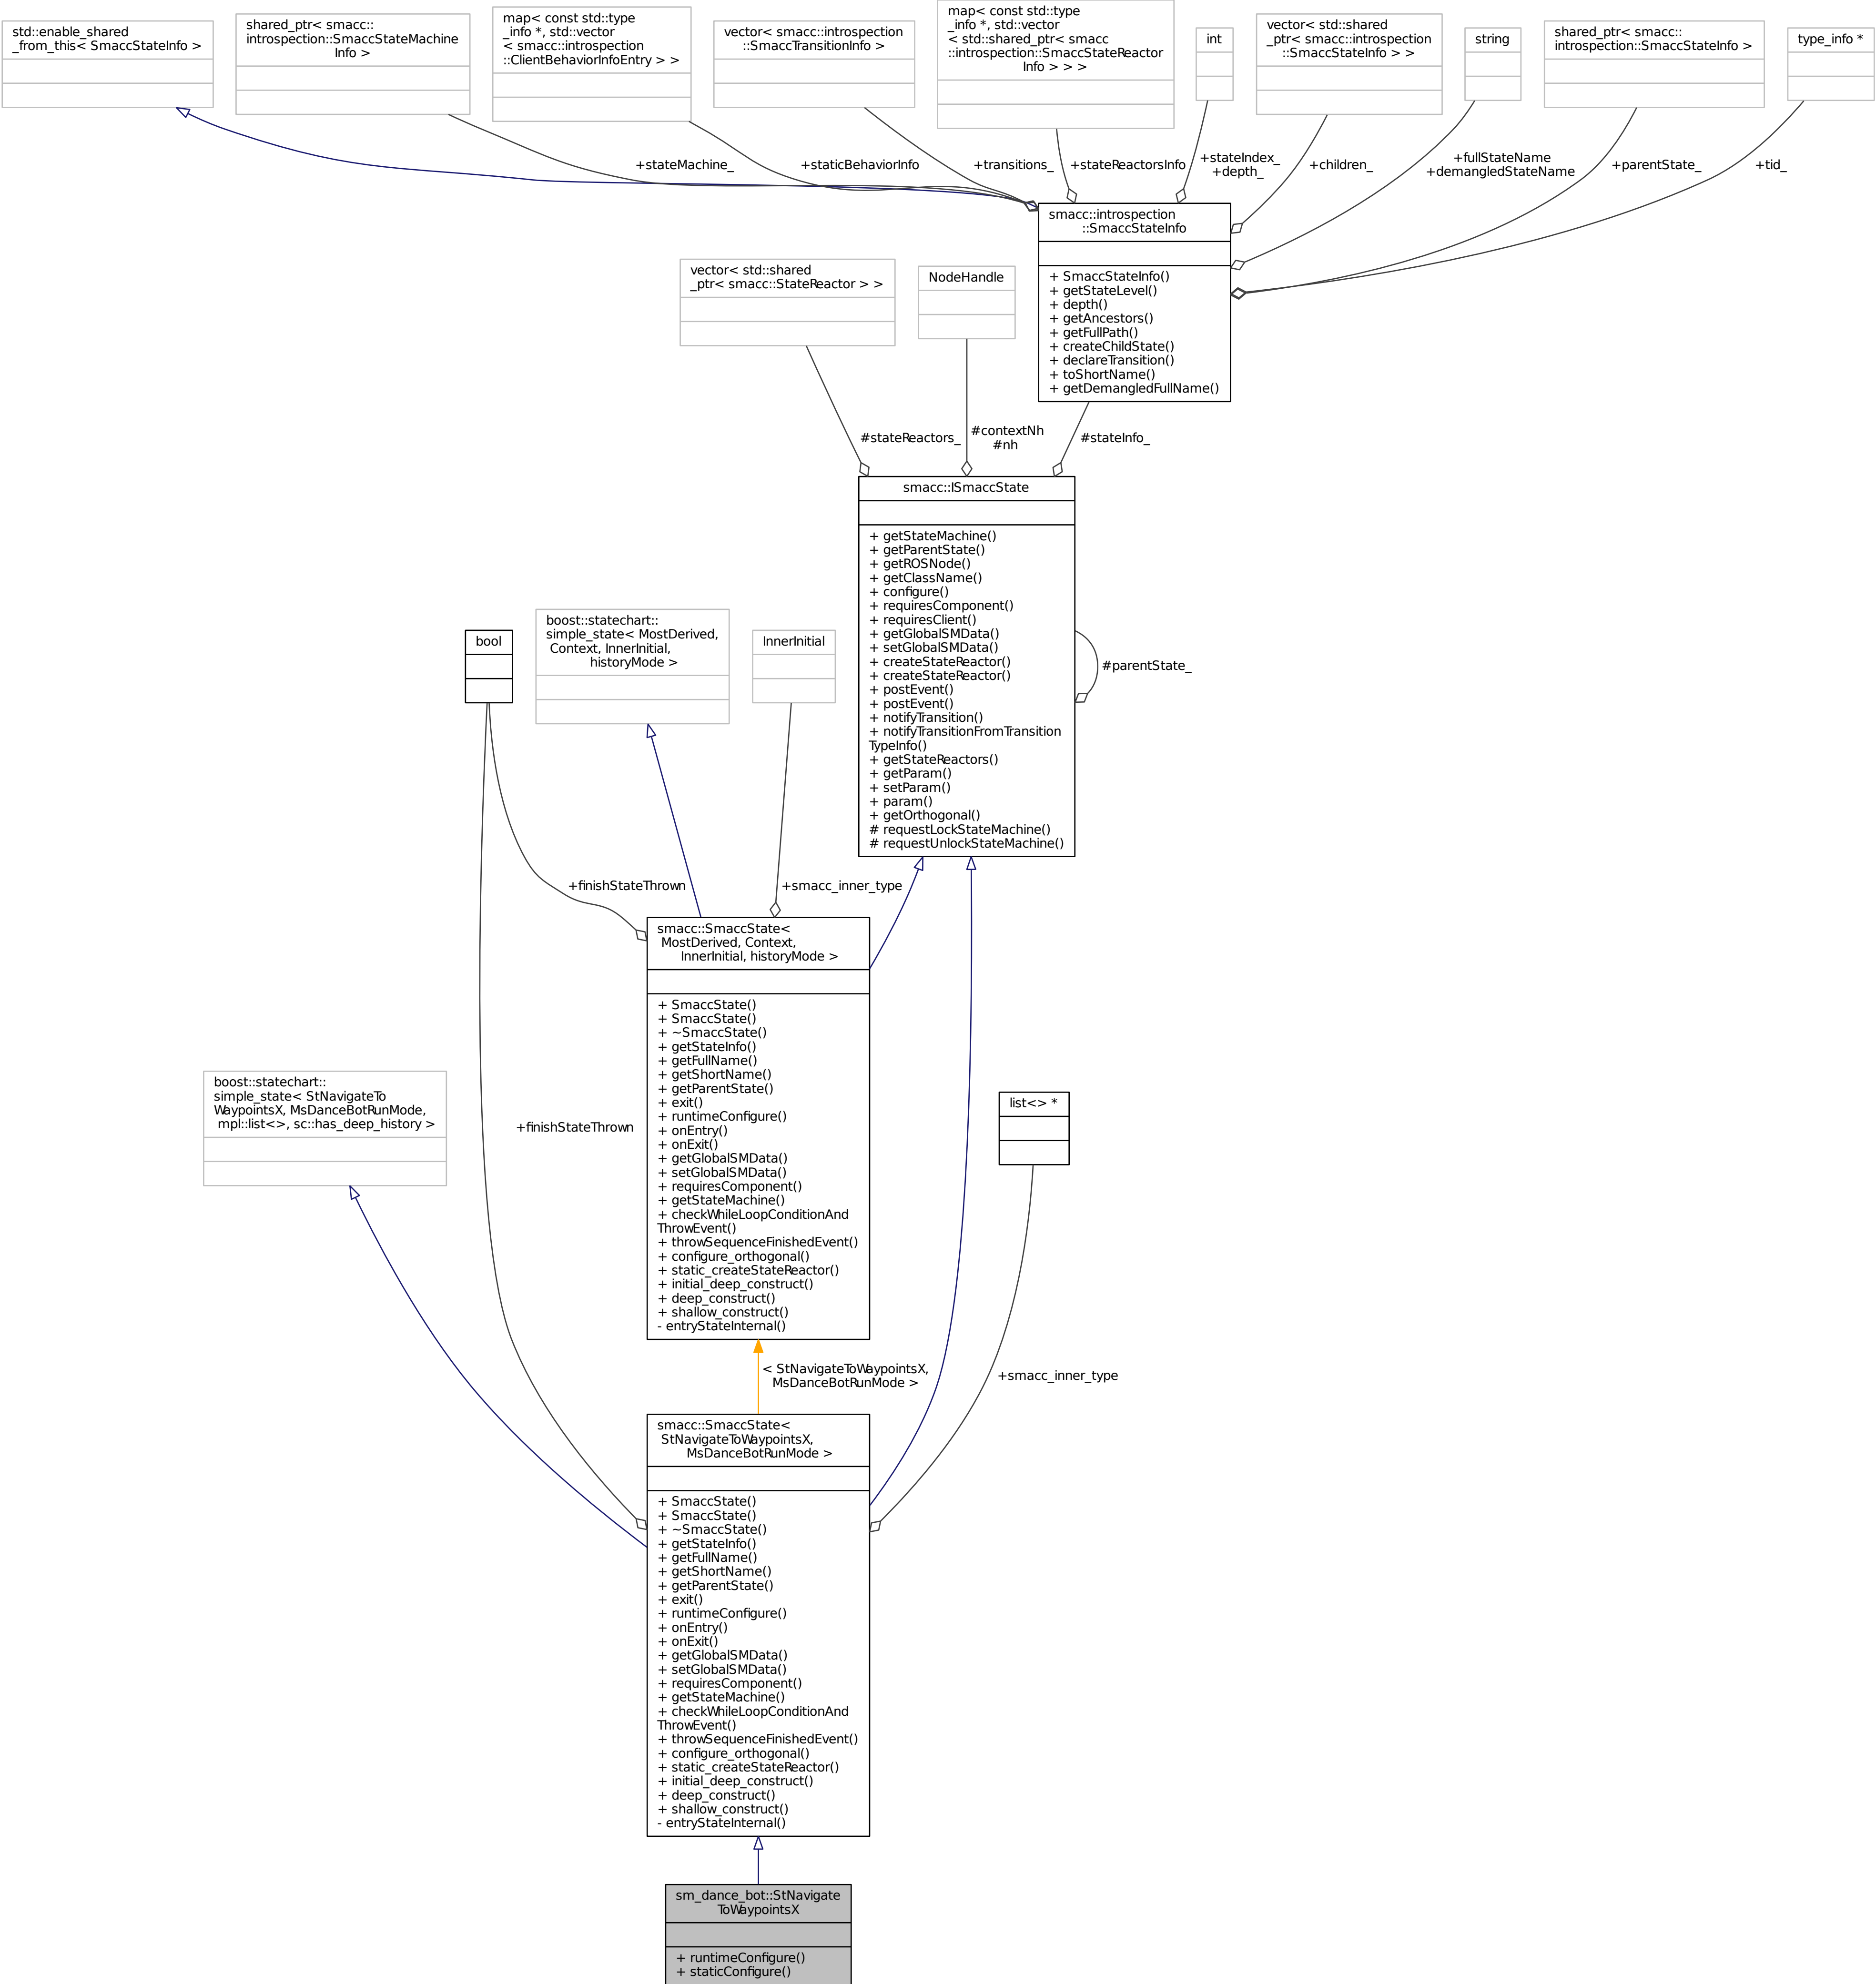 std::enable_shared
_from_this< SmaccStateInfo >
shared_ptr< smacc::
introspection::SmaccStateMachine
Info >
map< const std::type
_info *, std::vector
< smacc::introspection
::ClientBehaviorInfoEntry > >
vector< smacc::introspection
::SmaccTransitionInfo >
map< const std::type
_info *, std::vector
< std::shared_ptr< smacc
::introspection::SmaccStateReactor
Info > > >
int
vector< std::shared
_ptr< smacc::introspection
::SmaccStateInfo > >
string
shared_ptr< smacc::
introspection::SmaccStateInfo >
type_info *
+stateMachine_
+staticBehaviorInfo
+transitions_
+stateReactorsInfo
+stateIndex_
+depth_
+children_
+fullStateName
+demangledStateName
+parentState_
+tid_
smacc::introspection
::SmaccStateInfo
+ SmaccStateInfo()
+ getStateLevel()
+ depth()
+ getAncestors()
+ getFullPath()
+ createChildState()
+ declareTransition()
+ toShortName()
+ getDemangledFullName()
vector< std::shared
_ptr< smacc::StateReactor > >
NodeHandle
#stateReactors_
#contextNh
#nh
#stateInfo_
smacc::ISmaccState
+ getStateMachine()
+ getParentState()
+ getROSNode()
+ getClassName()
+ configure()
+ requiresComponent()
+ requiresClient()
+ getGlobalSMData()
+ setGlobalSMData()
+ createStateReactor()
+ createStateReactor()
+ postEvent()
+ postEvent()
+ notifyTransition()
+ notifyTransitionFromTransition
TypeInfo()
+ getStateReactors()
+ getParam()
+ setParam()
+ param()
+ getOrthogonal()
# requestLockStateMachine()
# requestUnlockStateMachine()
#parentState_
bool
boost::statechart::
simple_state< MostDerived,
Context, InnerInitial,
historyMode >
InnerInitial
+finishStateThrown
+smacc_inner_type
smacc::SmaccState<
MostDerived, Context,
InnerInitial, historyMode >
+ SmaccState()
+ SmaccState()
+ ~SmaccState()
+ getStateInfo()
+ getFullName()
+ getShortName()
+ getParentState()
+ exit()
+ runtimeConfigure()
+ onEntry()
+ onExit()
+ getGlobalSMData()
+ setGlobalSMData()
+ requiresComponent()
+ getStateMachine()
+ checkWhileLoopConditionAnd
ThrowEvent()
+ throwSequenceFinishedEvent()
+ configure_orthogonal()
+ static_createStateReactor()
+ initial_deep_construct()
+ deep_construct()
+ shallow_construct()
- entryStateInternal()
boost::statechart::
simple_state< StNavigateTo
WaypointsX, MsDanceBotRunMode,
mpl::list<>, sc::has_deep_history >
+finishStateThrown
list<> *
< StNavigateToWaypointsX,
MsDanceBotRunMode >
+smacc_inner_type
smacc::SmaccState<
StNavigateToWaypointsX,
MsDanceBotRunMode >
+ SmaccState()
+ SmaccState()
+ ~SmaccState()
+ getStateInfo()
+ getFullName()
+ getShortName()
+ getParentState()
+ exit()
+ runtimeConfigure()
+ onEntry()
+ onExit()
+ getGlobalSMData()
+ setGlobalSMData()
+ requiresComponent()
+ getStateMachine()
+ checkWhileLoopConditionAnd
ThrowEvent()
+ throwSequenceFinishedEvent()
+ configure_orthogonal()
+ static_createStateReactor()
+ initial_deep_construct()
+ deep_construct()
+ shallow_construct()
- entryStateInternal()
sm_dance_bot::StNavigate
ToWaypointsX
+ runtimeConfigure()
+ staticConfigure()